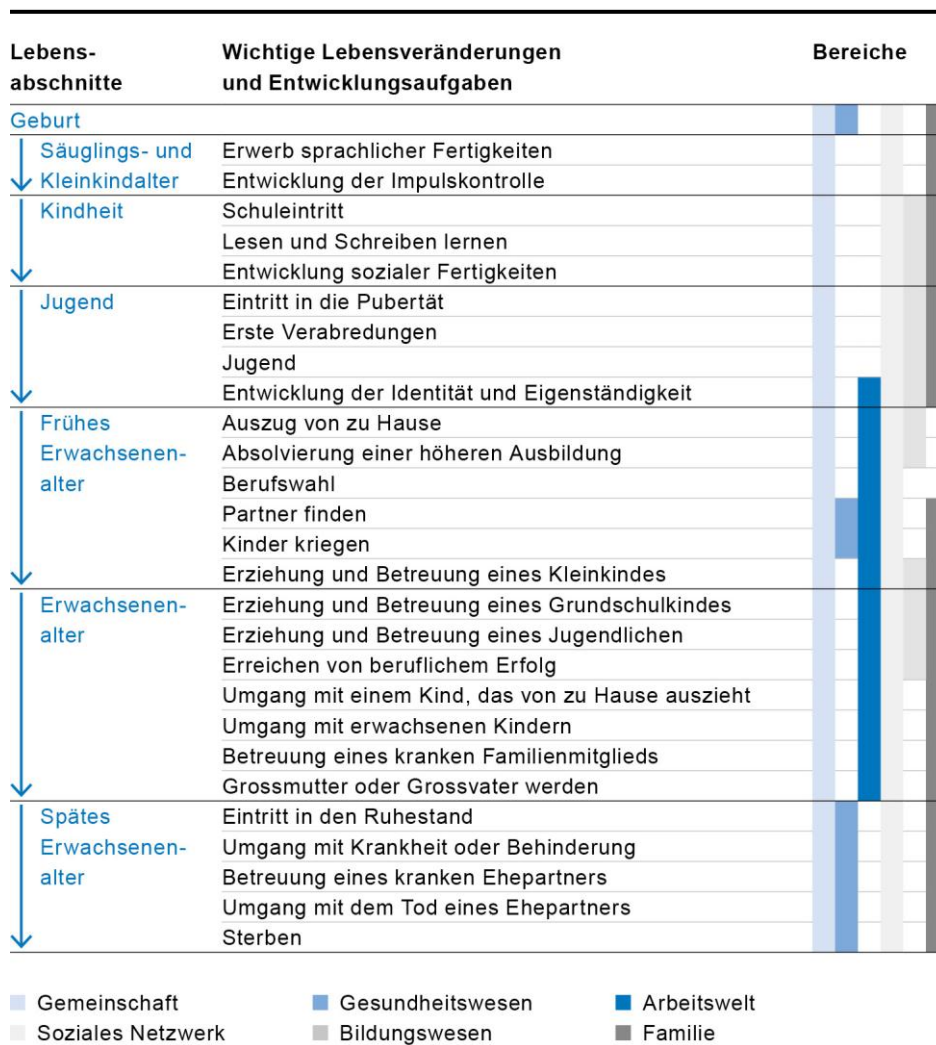 Lebens-
abschnitte
Wichtige Lebensveränderungen
und Entwicklungsaufgaben
Bereiche
Geburt
Säuglings- und
Kleinkindalter
Erwerb sprachlicher Fertigkeiten
Entwicklung der Impulskontrolle
Kindheit
Schuleintritt
Lesen und Schreiben lernen
Entwicklung sozialer Fertigkeiten
Jugend
Eintritt in die Pubertät
Erste Verabredungen
Jugend
Entwicklung der Identität und Eigenständigkeit
Frühes
Erwachsenen-
alter
Auszug von zu Hause
Absolvierung einer höheren Ausbildung
Berufswahl
Partner finden
Kinder kriegen
Erziehung und Betreuung eines Kleinkindes
Erwachsenen-
alter
Erziehung und Betreuung eines Grundschulkindes
Erziehung und Betreuung eines Jugendlichen
Erreichen von beruflichem Erfolg
Umgang mit einem Kind, das von zu Hause auszieht
Umgang mit erwachsenen Kindern
Betreuung eines kranken Familienmitglieds
Grossmutter oder Grossvater werden
Spätes
Erwachsenen-
alter
Eintritt in den Ruhestand
Umgang mit Krankheit oder Behinderung
Betreuung eines kranken Ehepartners
Umgang mit dem Tod eines Ehepartners
Sterben
Gemeinschaft
Gesundheitswesen
Arbeitswelt
Soziales Netzwerk
Bildungswesen
Familie